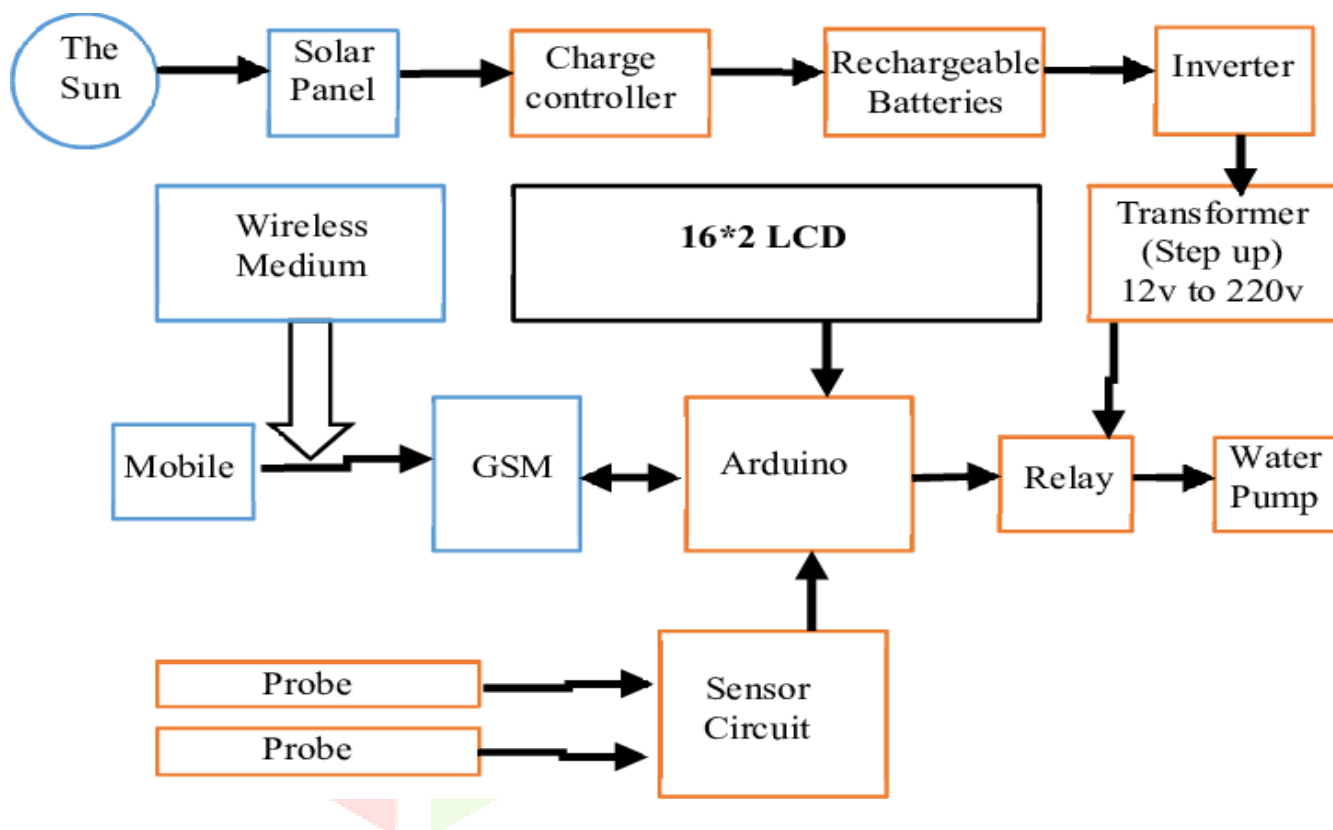 The
Sun
Solar
Panel
Charge
controller
Rechargeable
Batteries
Inverter
Wireless
Medium
16*2 LCD
Transformer
(Step up)
12v to 220v
Mobile
GSM
Arduino
Relay
Water
Pump
Probe
Probe
Sensor
Circuit